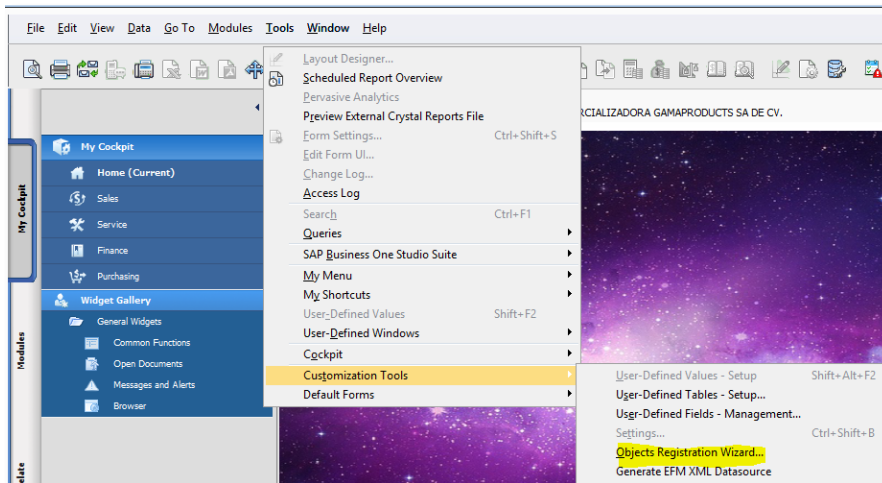 File Edit View Data Go To Modules Tools Window Help
Layout Designer...
Scheduled Report Overview
Pervasive Analytics
Preview External Crystal Reports File
Form Settings... Ctrl+Shift+S
Edit Form UI...
Change Log...
Access Log
Search Ctrl+F1
Queries
SAP Business One Studio Suite
My Menu
My Shortcuts
User-Defined Values Shift+F2
User-Defined Windows
Cockpit
Customization Tools
Default Forms
RCIALIZADORA GAMAPRODUCTS SA DE CV.
My Cockpit
Home (Current)
Sales
Service
Finance
Purchasing
Widget Gallery
General Widgets
Common Functions
Open Documents
Messages and Alerts
Browser
My Cockpit
Modules
elate
User-Defined Values - Setup Shift+Alt+F2
User-Defined Tables - Setup...
User-Defined Fields - Management...
Settings... Ctrl+Shift+B
Objects Registration Wizard...
Generate EFM XML Datasource